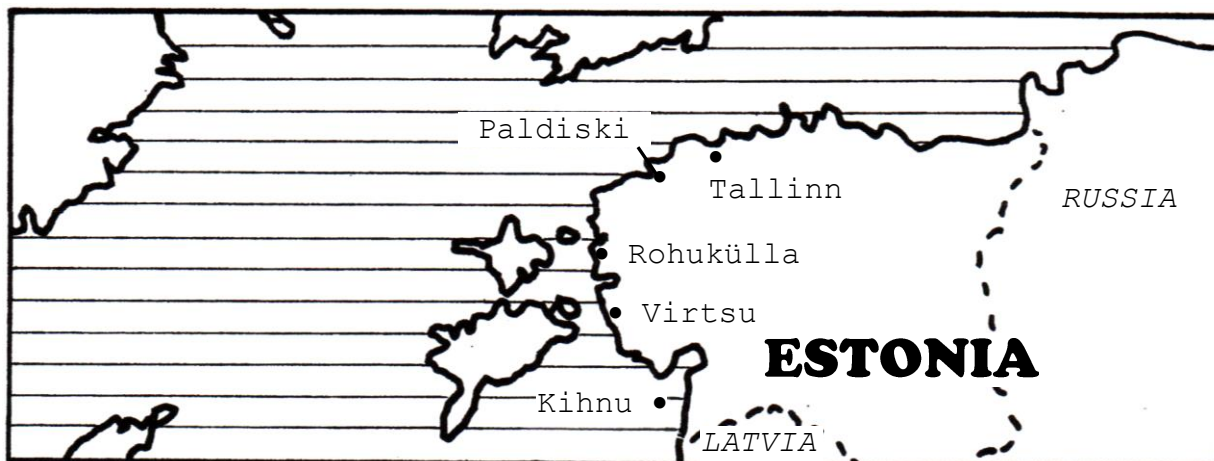 Paldiski
Tallinn
RUSSIA
Rohukülla
Virtsu
ESTONIA
Kihnu
LATVIA